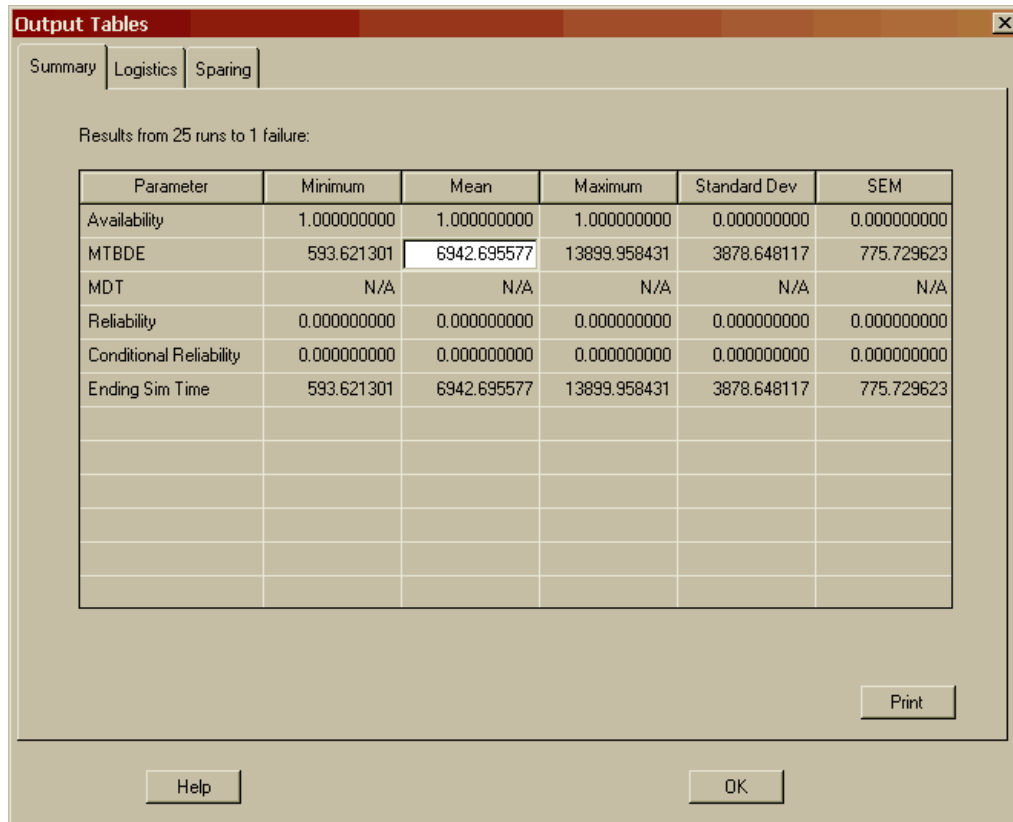 Output Tables
Summary Logistics Sparing
Results from 25 runs to 1 failure:
Parameter Minimum Mean Maximum Standard Dev SEM
Availability 1.000000000 1.000000000 1.000000000 0.000000000 0.000000000
MTBDE 593.621301 6942.695577 13899.958431 3878.648117 775.729623
MDT N/A N/A N/A N/A N/A
Reliability 0.000000000 0.000000000 0.000000000 0.000000000 0.000000000
Conditional Reliability 0.000000000 0.000000000 0.000000000 0.000000000 0.000000000
Ending Sim Time 593.621301 6942.695577 13899.958431 3878.648117 775.729623
Print
Help OK